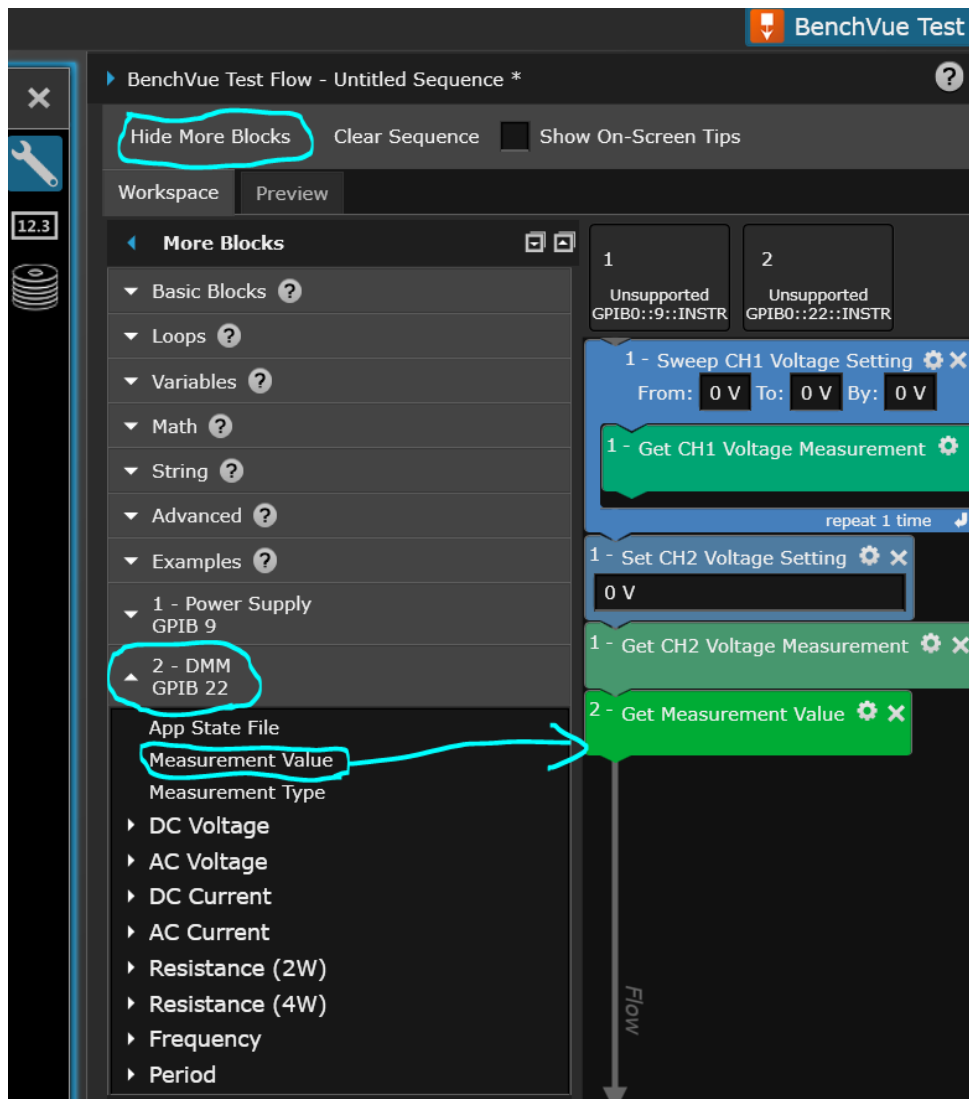 BenchVue Test
BenchVue Test Flow - Untitled Sequence *
?
Hide More Blocks
Clear Sequence
Show On-Screen Tips
Workspace
Preview
12.3
More Blocks
Basic Blocks ?
Loops ?
Variables ?
Math ?
String ?
Advanced ?
Examples ?
1 - Power Supply
GPIB 9
2 - DMM
GPIB 22
App State File
Measurement Value
Measurement Type
DC Voltage
AC Voltage
DC Current
AC Current
Resistance (2W)
Resistance (4W)
Frequency
Period
1
Unsupported
GPIB0::9::INSTR
2
Unsupported
GPIB0::22::INSTR
1 - Sweep CH1 Voltage Setting
From: 0 V To: 0 V By: 0 V
1 - Get CH1 Voltage Measurement
repeat 1 time
1 - Set CH2 Voltage Setting
0 V
1 - Get CH2 Voltage Measurement
2 - Get Measurement Value
Flow